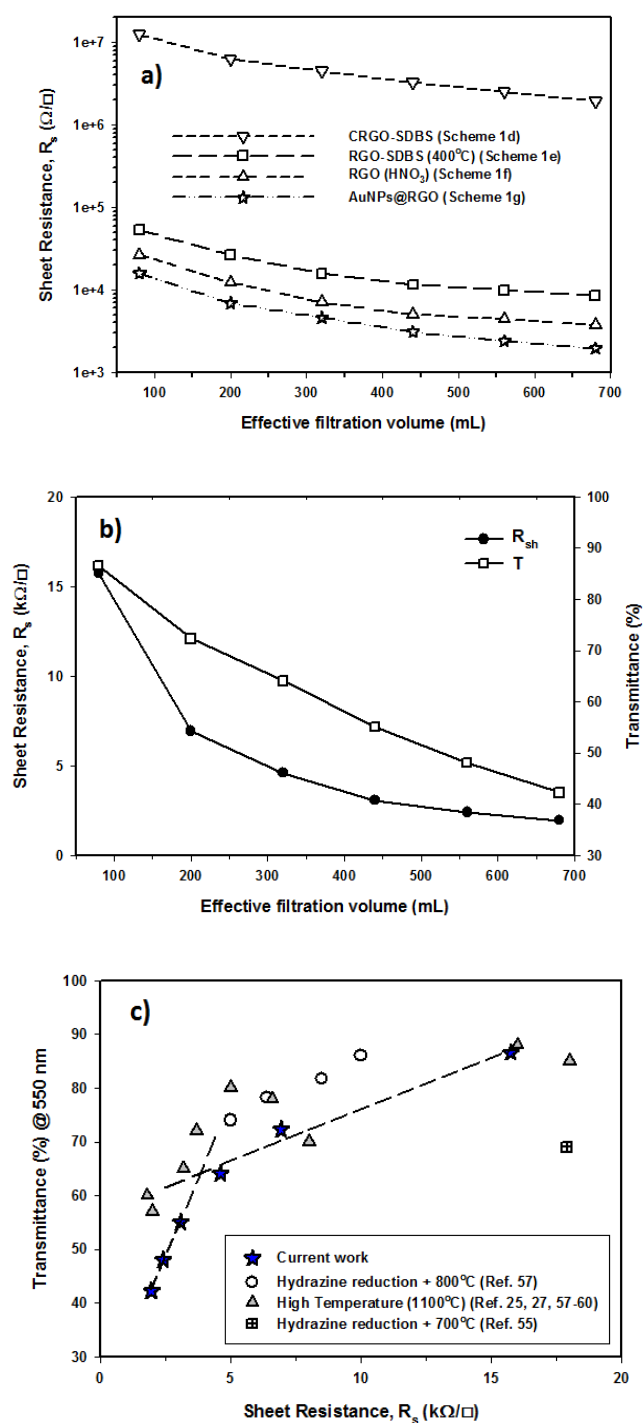 a)
Sheet Resistance, Rs (Ω/□)
1e+7
1e+6
1e+5
1e+4
1e+3
CRGO-SDBS (Scheme 1d)
RGO-SDBS (400°C) (Scheme 1e)
RGO (HNO3) (Scheme 1f)
AuNPs@RGO (Scheme 1g)
100 200 300 400 500 600 700
Effective filtration volume (mL)
b)
Sheet Resistance, Rs (kΩ/□)
20
15
10
5
0
Rsh
T
100
90
80
70
60
50
40
30
Transmittance (%)
100 200 300 400 500 600 700
Effective filtration volume (mL)
c)
Transmittance (%) @550 nm
100
90
80
70
60
50
40
30
Current work
Hydrazine reduction + 800°C (Ref. 57)
High Temperature (1100°C) (Ref. 25, 27, 57-60)
Hydrazine reduction + 700°C (Ref. 55)
0 5 10 15 20
Sheet Resistance, Rs (kΩ/□)